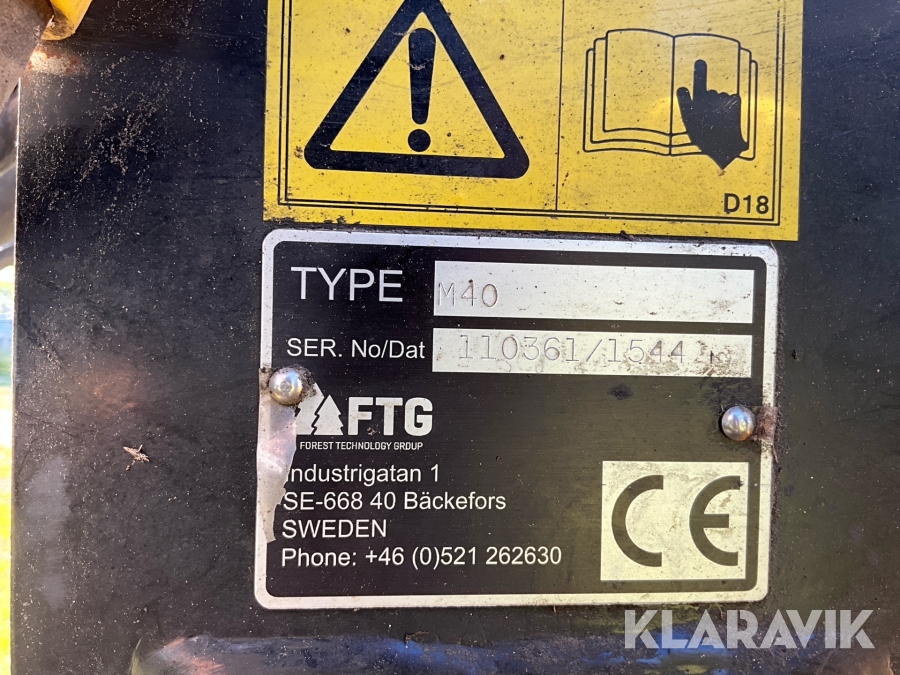 D18
TYPE M40
SER. No/Dat 110361/1544
FTG
FOREST TECHNOLOGY GROUP
Industrigatan 1
SE-668 40 Bäckefors
SWEDEN
Phone: +46 (0)521 262630
CE
KLARAVIK